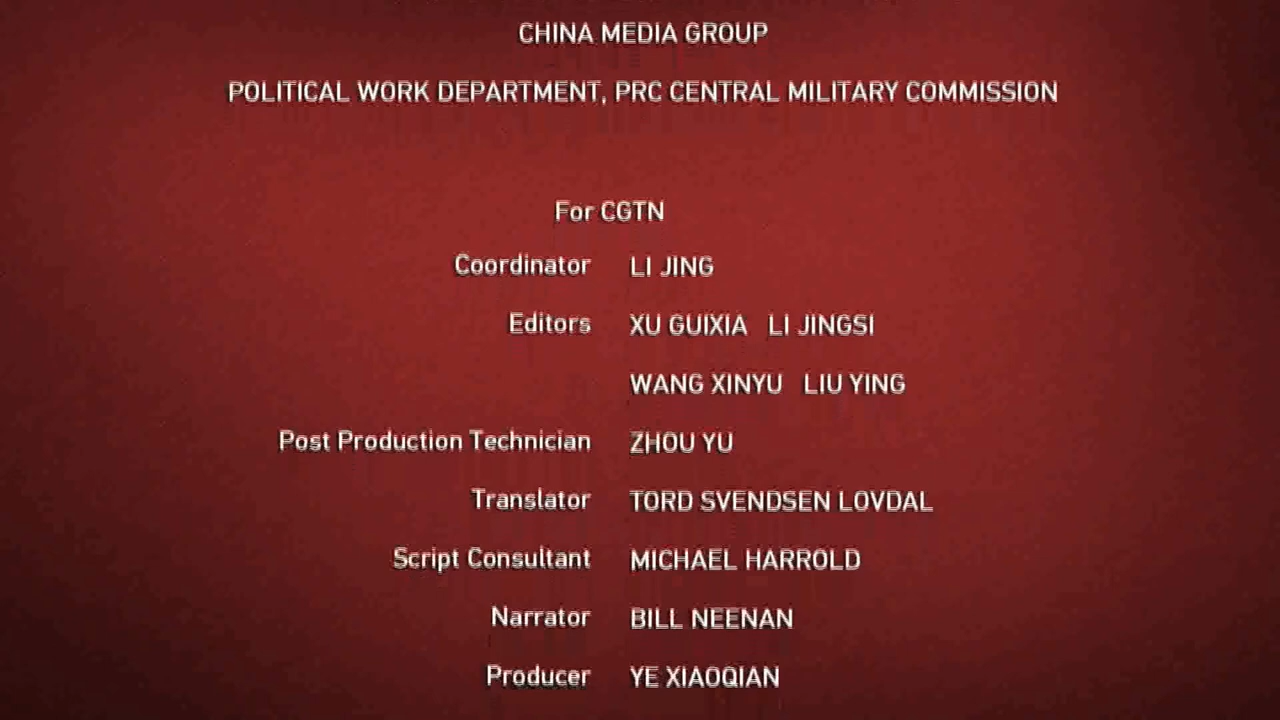 CHINA MEDIA GROUP
POLITICAL WORK DEPARTMENT, PRC CENTRAL MILITARY COMMISSION
For CGTN
Coordinator LI JING
Editors XU GUIXIA LI JINGSI
WANG XINYU LIU YING
Post Production Technician ZHOU YU
Translator TORD SVENDSEN LOVDAL
Script Consultant MICHAEL HARROLD
Narrator BILL NEENAN
Producer YE XIAOQIAN